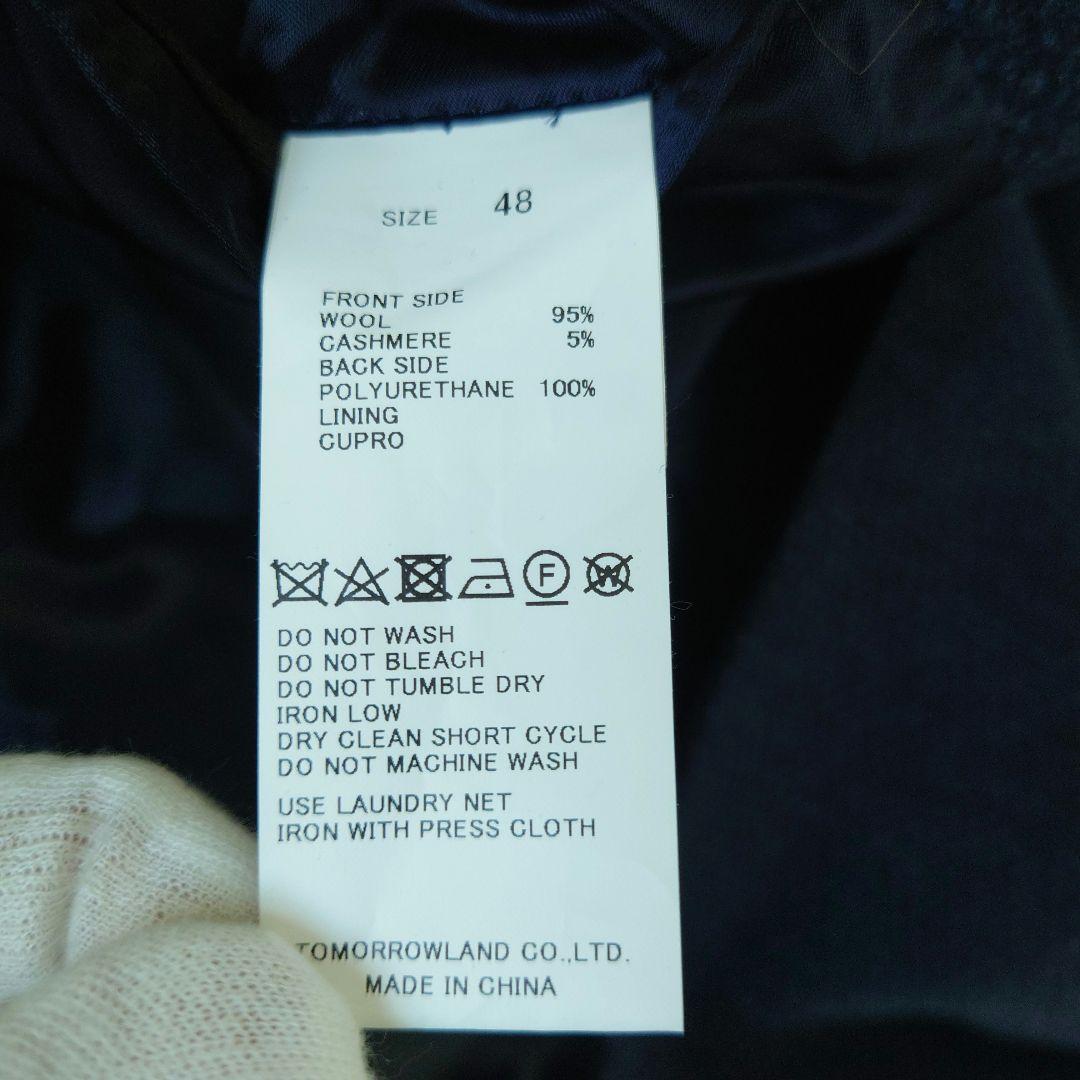 SIZE 48
FRONT SIDE
WOOL 95%
CASHMERE 5%
BACK SIDE
POLYURETHANE 100%
LINING
CUPRO
F W
DO NOT WASH
DO NOT BLEACH
DO NOT TUMBLE DRY
IRON LOW
DRY CLEAN SHORT CYCLE
DO NOT MACHINE WASH
USE LAUNDRY NET
IRON WITH PRESS CLOTH
TOMORROWLAND CO.,LTD.
MADE IN CHINA